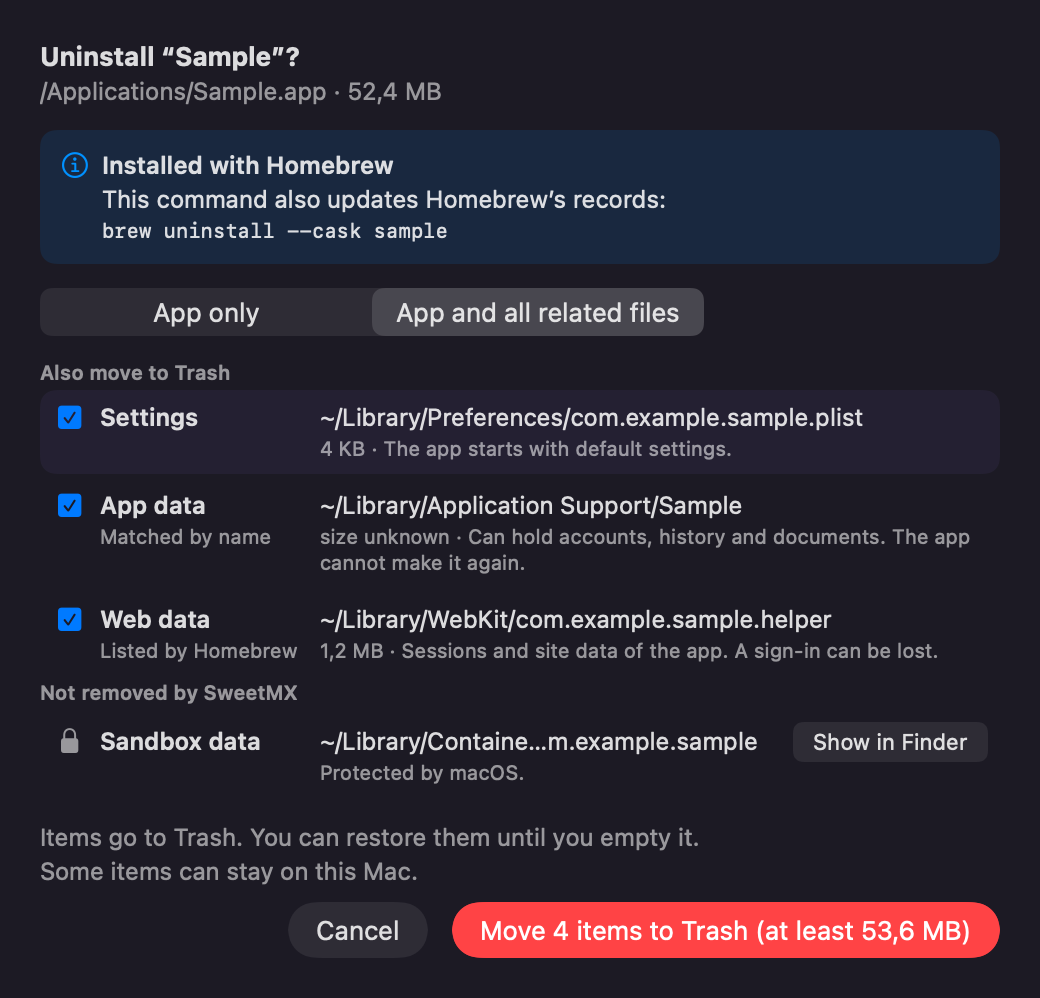 Uninstall “Sample”?
/Applications/Sample.app · 52,4 MB
Installed with Homebrew
This command also updates Homebrew’s records:
brew uninstall --cask sample
App only
App and all related files
Also move to Trash
Settings
~/Library/Preferences/com.example.sample.plist
4 KB · The app starts with default settings.
App data
~/Library/Application Support/Sample
Matched by name
size unknown · Can hold accounts, history and documents. The app
cannot make it again.
Web data
~/Library/WebKit/com.example.sample.helper
Listed by Homebrew
1,2 MB · Sessions and site data of the app. A sign-in can be lost.
Not removed by SweetMX
Sandbox data
~/Library/Containe...m.example.sample
Show in Finder
Protected by macOS.
Items go to Trash. You can restore them until you empty it.
Some items can stay on this Mac.
Cancel
Move 4 items to Trash (at least 53,6 MB)